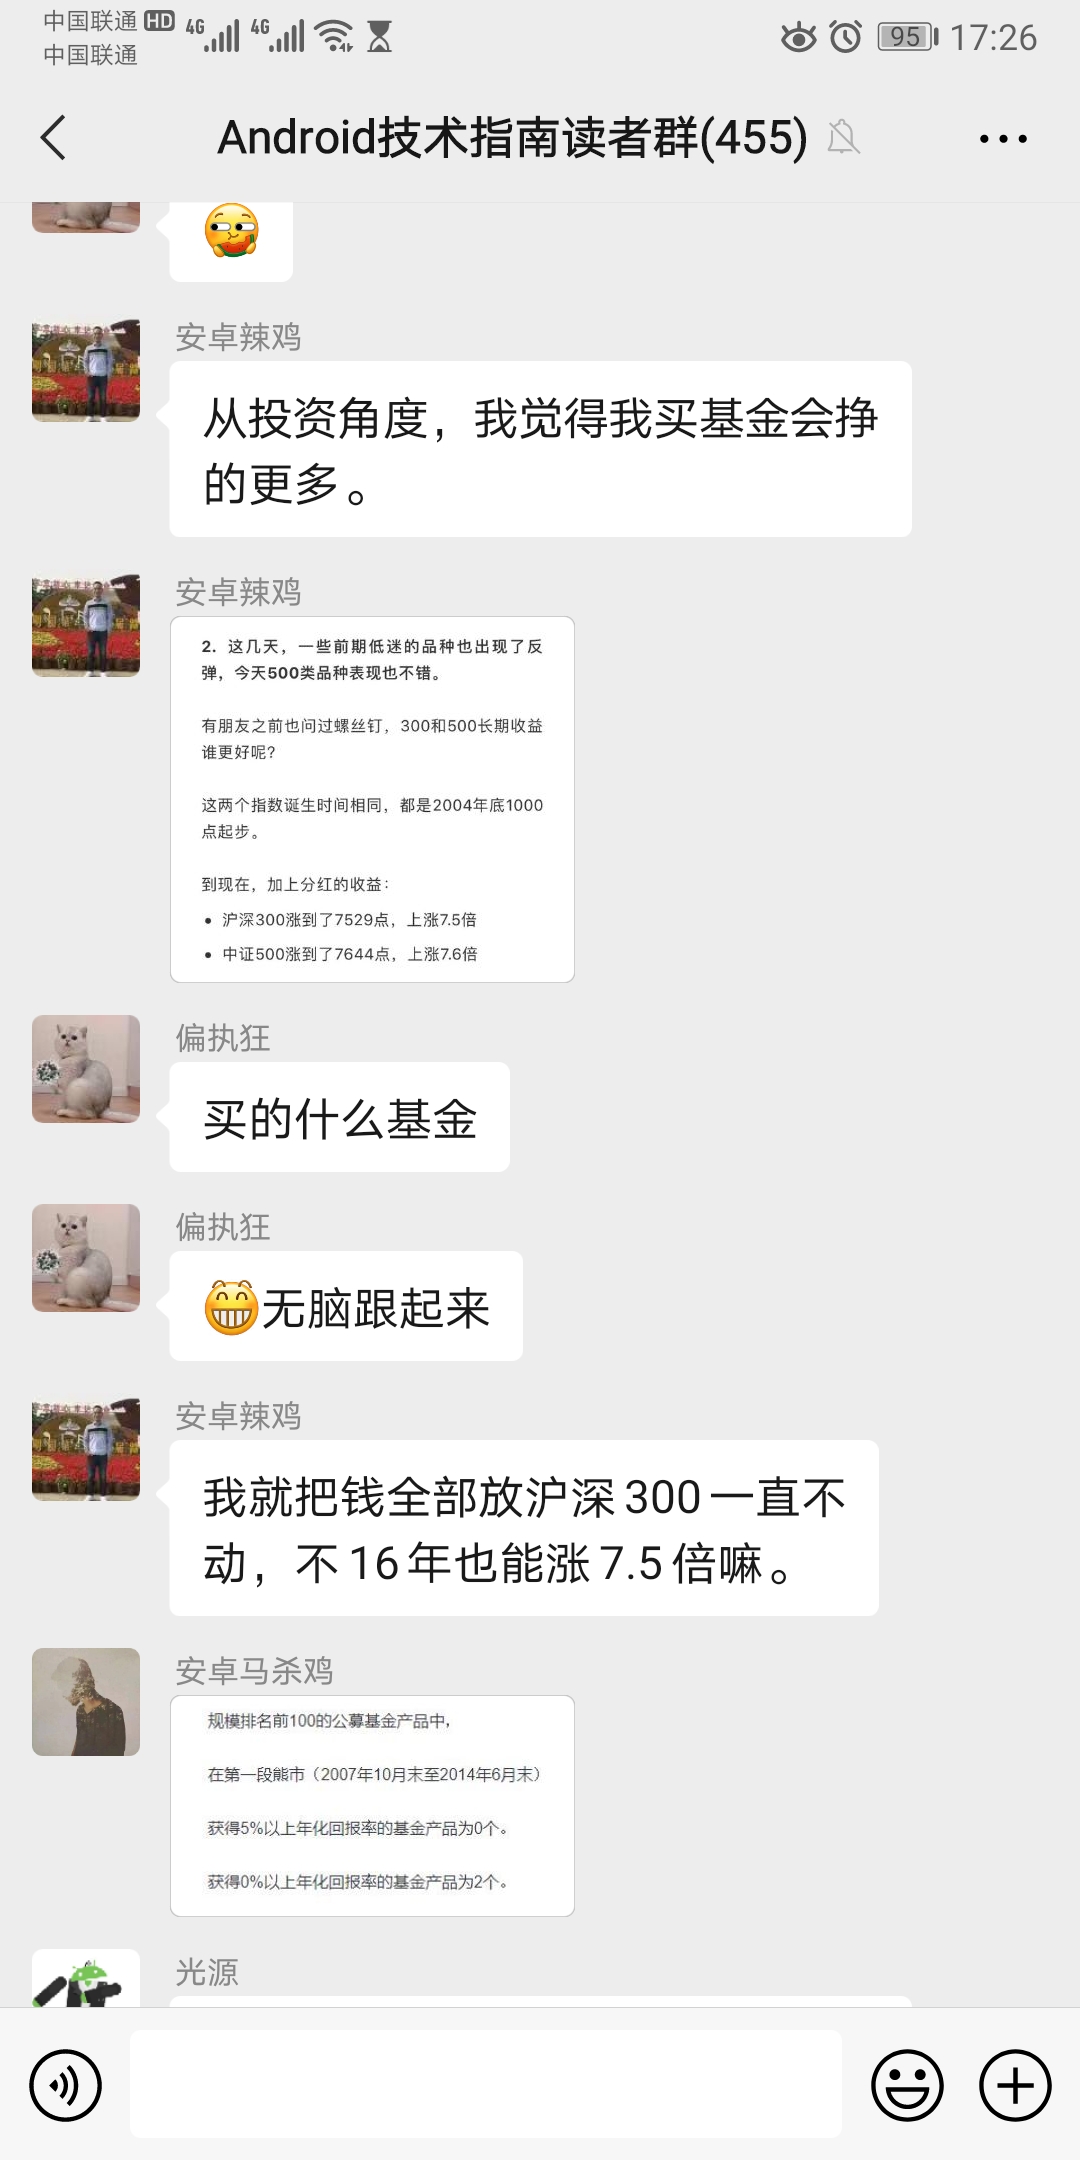 中国联通 HD 4G 4G 95 17:26
中国联通
Android技术指南读者群(455)
安卓辣鸡
从投资角度，我觉得我买基金会挣
的更多。
安卓辣鸡
2. 这几天，一些前期低迷的品种也出现了反
弹，今天500类品种表现也不错。
有朋友之前也问过螺丝钉，300和500长期收益
谁更好呢?
这两个指数诞生时间相同，都是2004年底1000
点起步。
到现在，加上分红的收益:
• 沪深300涨到了7529点，上涨7.5倍
• 中证500涨到了7644点，上涨7.6倍
偏执狂
买的什么基金
偏执狂
😁无脑跟起来
安卓辣鸡
我就把钱全部放沪深300一直不
动，不16年也能涨7.5倍嘛。
安卓马杀鸡
规模排名前100的公募基金产品中，
在第一段熊市（2007年10月末至2014年6月末）
获得5%以上年化回报率的基金产品为0个。
获得0%以上年化回报率的基金产品为2个。
光源